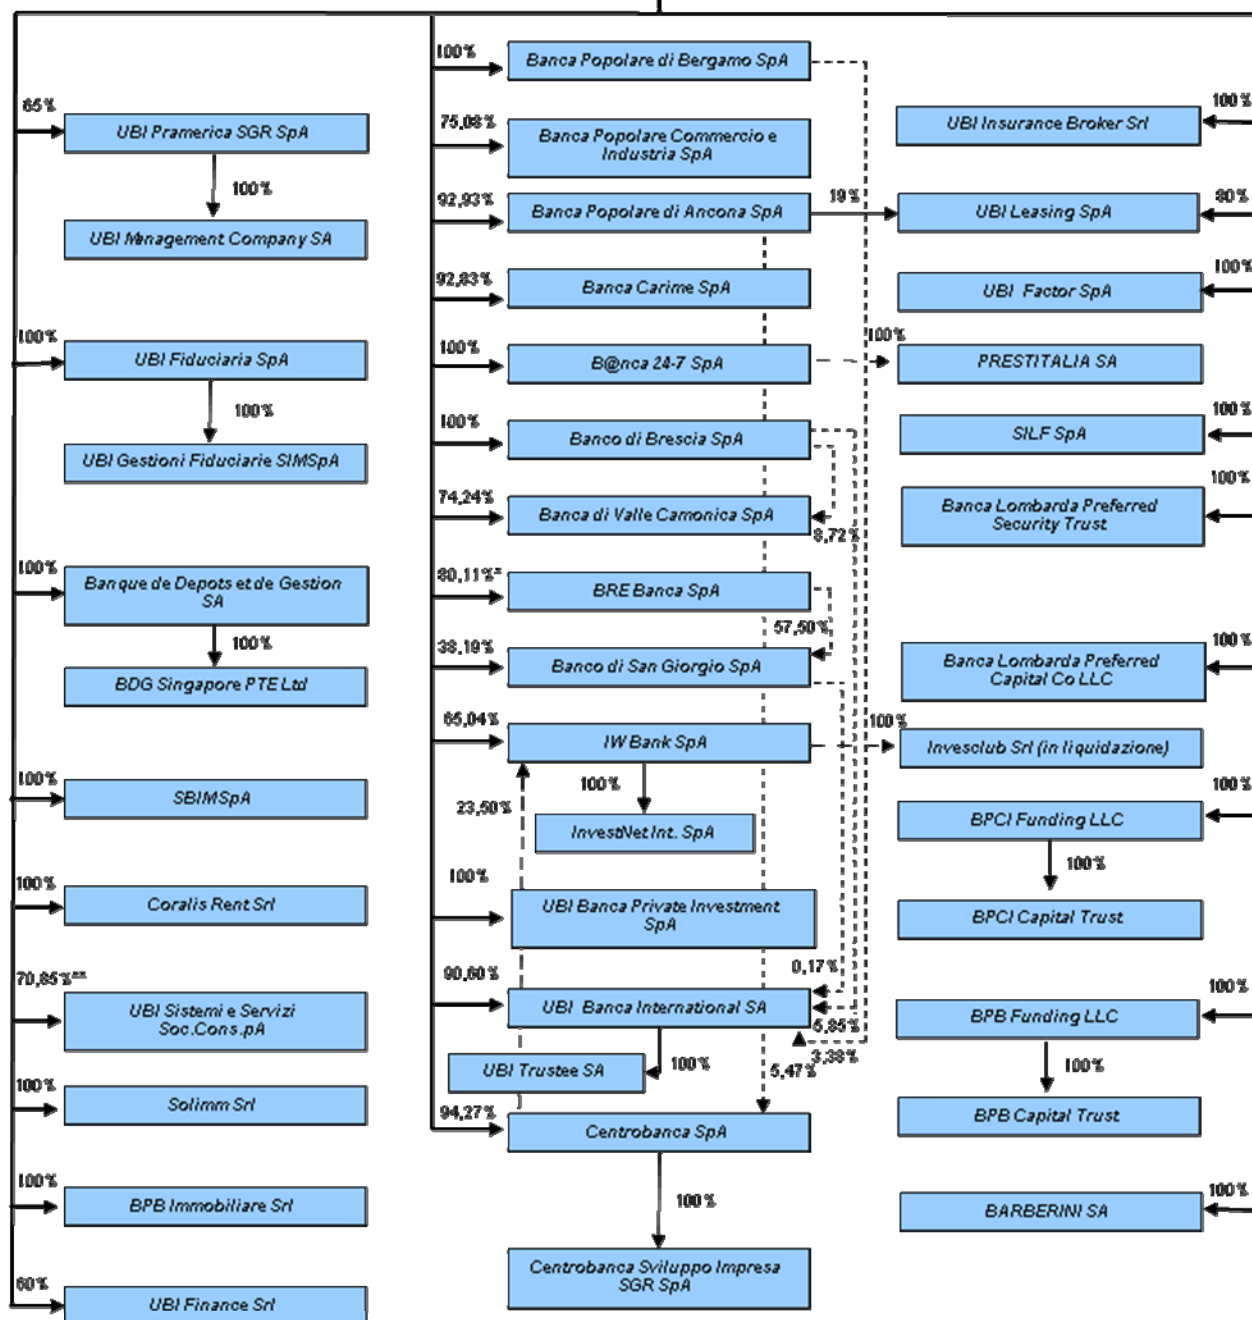 65%
UBI Pramerica SGR SpA
100%
UBI Management Company SA
100%
UBI Fiduciaria SpA
100%
UBI Gestioni Fiduciarie SIMSpA
100%
Banque de Depots et de Gestion
SA
100%
BDG Singapore PTE Ltd
100%
SBIMSpA
100%
Coralis Rent Srl
70,85%**
UBI Sistemi e Servizi
Soc.Cons.pA
100%
Solimm Srl
100%
BPB Immobiliare Srl
60%
UBI Finance Srl
100%
Banca Popolare di Bergamo SpA
75,08%
Banca Popolare Commercio e
Industria SpA
92,93%
Banca Popolare di Ancona SpA
19%
92,83%
Banca Carime SpA
100%
B@nca 24-7 SpA
100%
100%
Banco di Brescia SpA
74,24%
Banca di Valle Camonica SpA
8,72%
80,11%*
BRE Banca SpA
57,50%
38,19%
Banco di San Giorgio SpA
65,04%
IW Bank SpA
100%
100%
23,50%
InvestNet Int. SpA
100%
UBI Banca Private Investment
SpA
0,17%
90,60%
UBI Banca International SA
5,85%
3,38%
UBI Trustee SA
100%
5,47%
94,27%
Centrobanca SpA
100%
Centrobanca Sviluppo Impresa
SGR SpA
100%
UBI Insurance Broker Srl
80%
UBI Leasing SpA
100%
UBI Factor SpA
PRESTITALIA SA
100%
SILF SpA
100%
Banca Lombarda Preferred
Security Trust
100%
Banca Lombarda Preferred
Capital Co LLC
Invesclub Srl (in liquidazione)
100%
BPCI Funding LLC
100%
BPCI Capital Trust
100%
BPB Funding LLC
100%
BPB Capital Trust
100%
BARBERINI SA